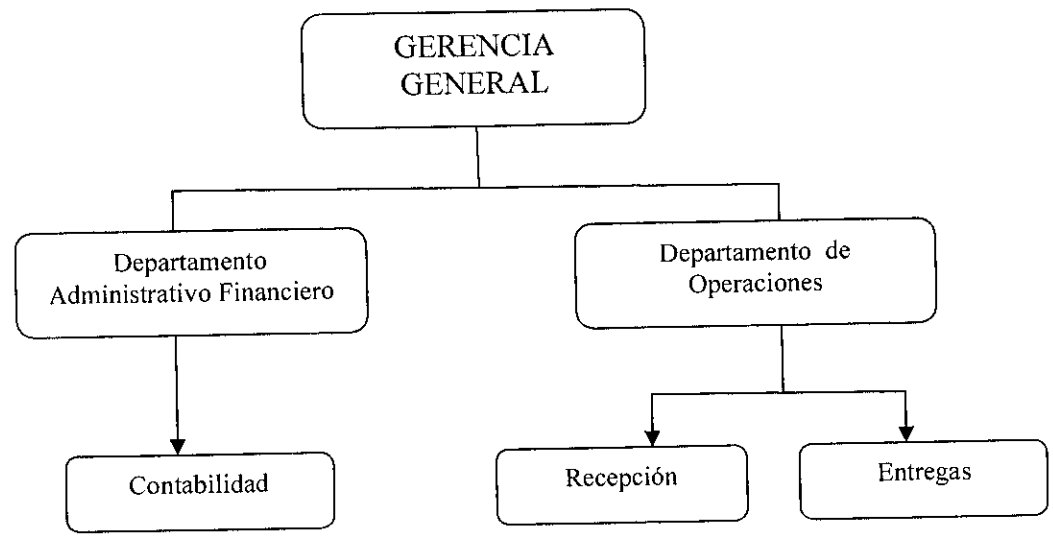 GERENCIA
GENERAL
Departamento
Administrativo Financiero
Departamento de
Operaciones
Contabilidad
Recepción
Entregas